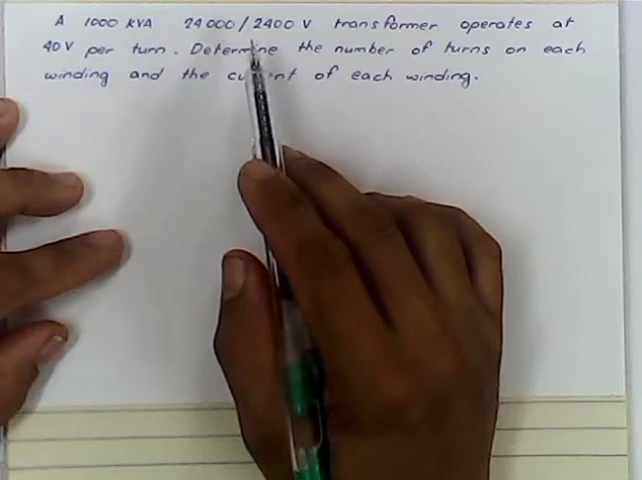 A 1000 KVA 24000/2400 V transformer operates at
40V per turn. Determine the number of turns on each
winding and the of each winding.